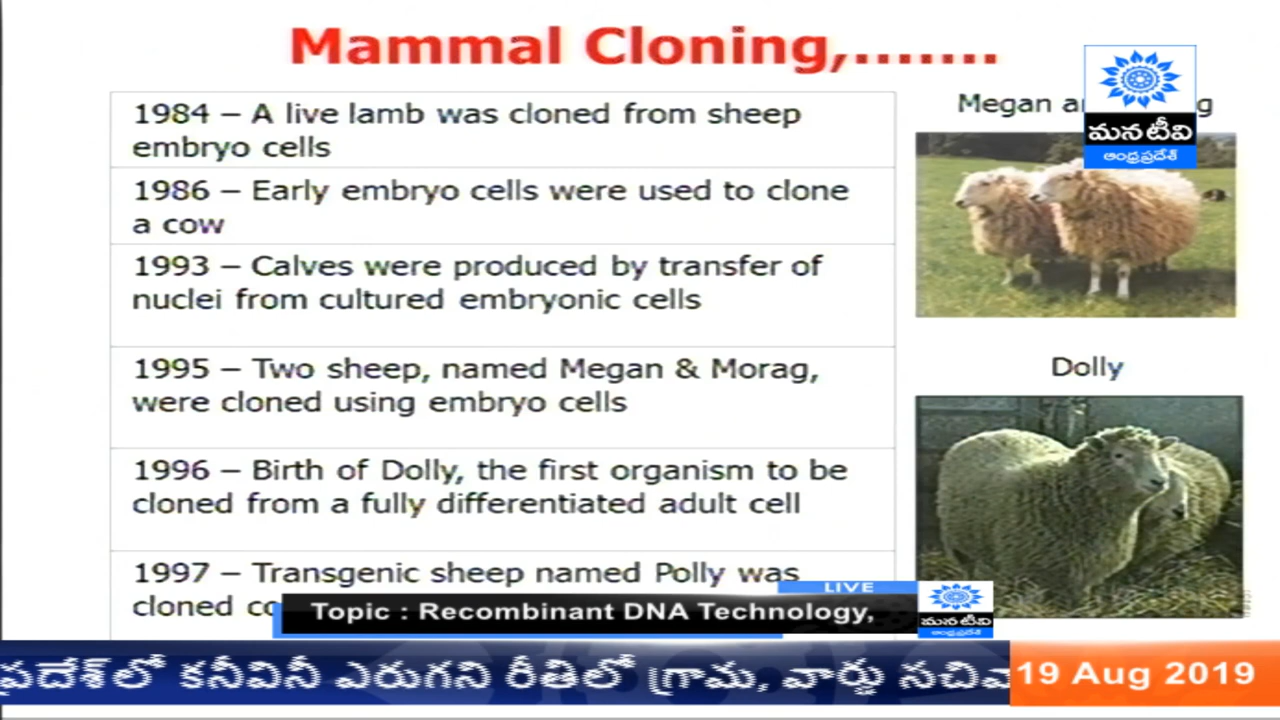 Mammal Cloning,.......
1984 – A live lamb was cloned from sheep
embryo cells
1986 – Early embryo cells were used to clone
a cow
1993 – Calves were produced by transfer of
nuclei from cultured embryonic cells
1995 – Two sheep, named Megan & Morag,
were cloned using embryo cells
1996 – Birth of Dolly, the first organism to be
cloned from a fully differentiated adult cell
1997 – Transgenic sheep named Polly was
cloned
Megan
మన టీవి
ఆంధ్రప్రదేశ్
Dolly
LIVE
Topic : Recombinant DNA Technology,
మన టీవి
ఆంధ్రప్రదేశ్
ప్రదేశ్‌లో కనీవినీ ఎరుగని రీతిలో గ్రామ, వార్డు
19 Aug 2019